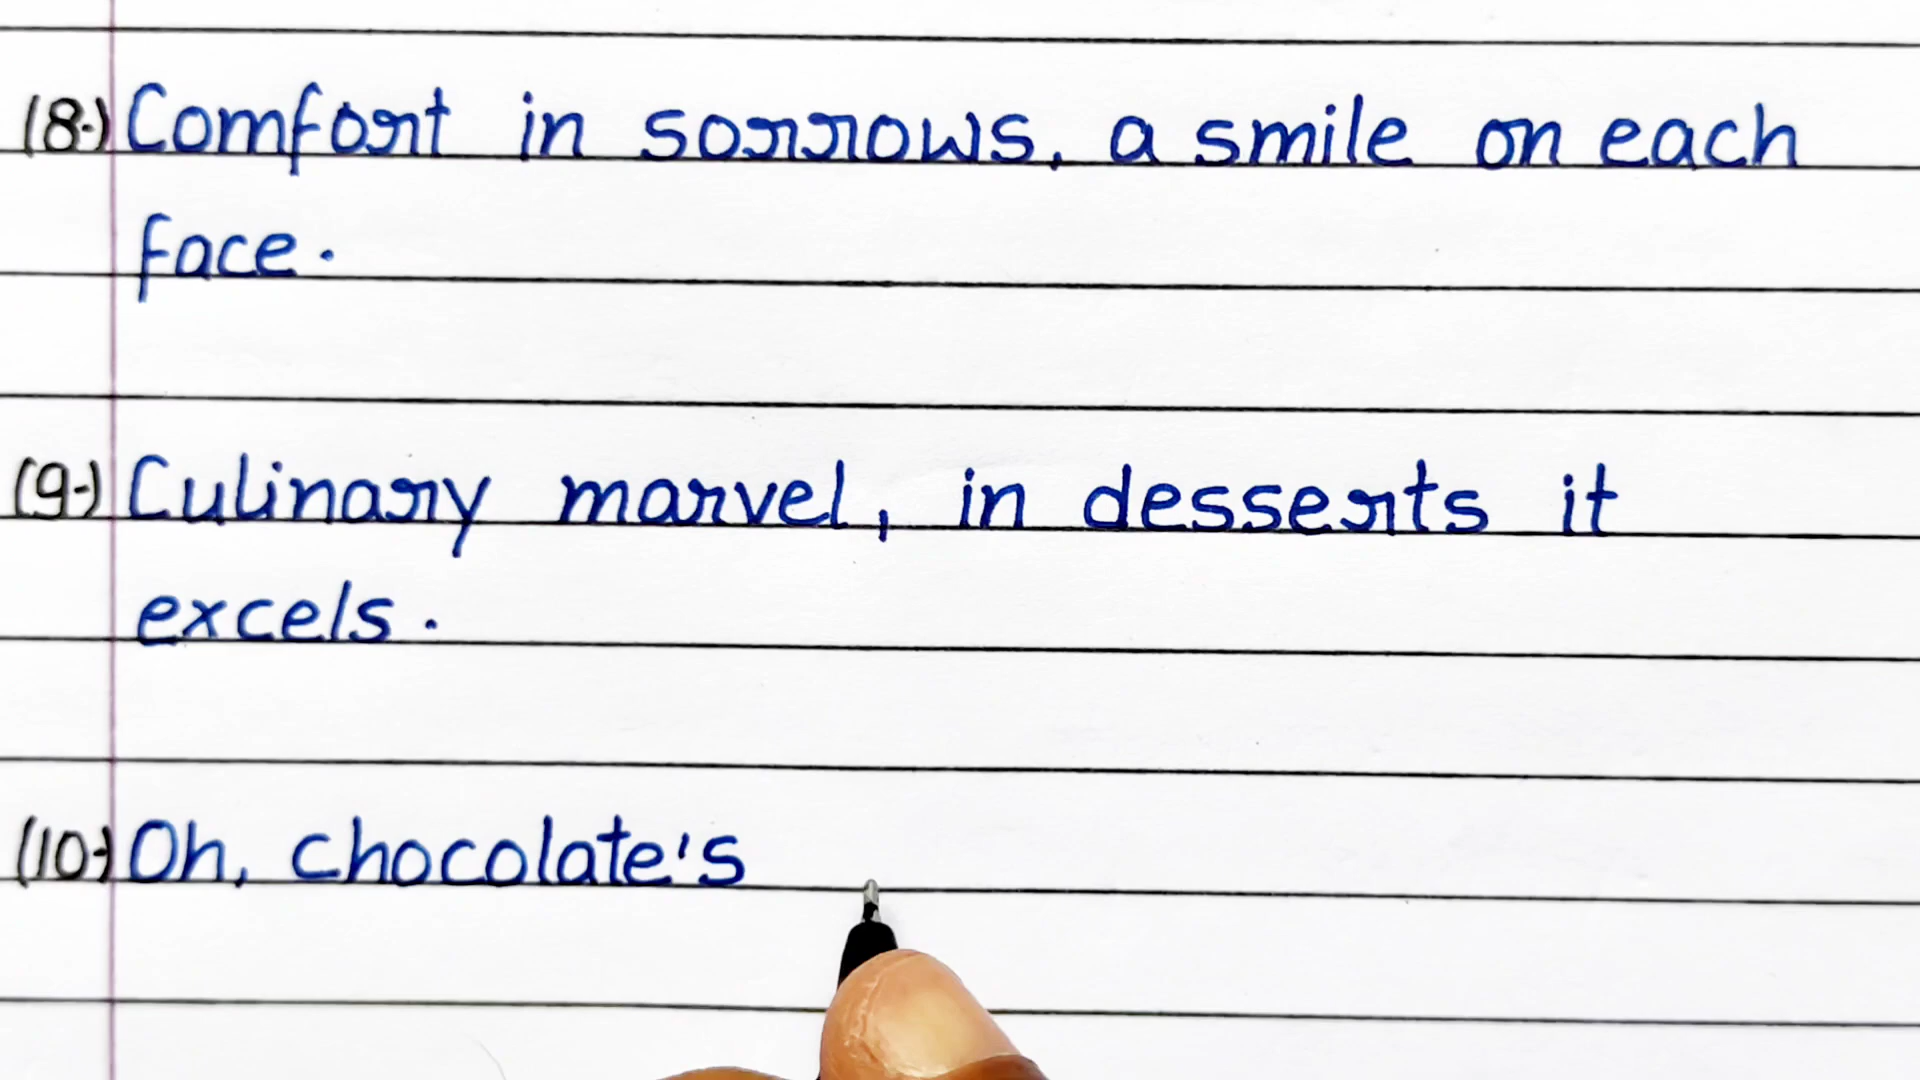 (8.) Comfort in sorrows, a smile on each
face.
(9.) Culinary marvel, in desserts it
excels.
(10.) Oh, chocolate's